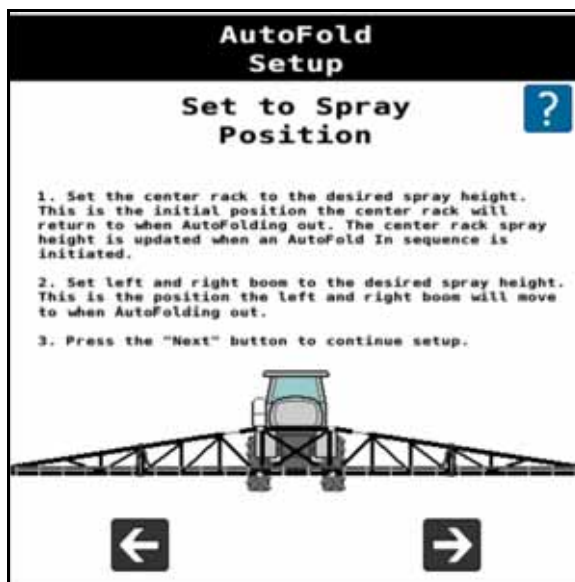 AutoFold
Setup
Set to Spray
Position
?
1. Set the center rack to the desired spray height.
This is the initial position the center rack will
return to when AutoFolding out. The center rack spray
height is updated when an AutoFold In sequence is
initiated.
2. Set left and right boom to the desired spray height.
This is the position the left and right boom will move
to when AutoFolding out.
3. Press the "Next" button to continue setup.